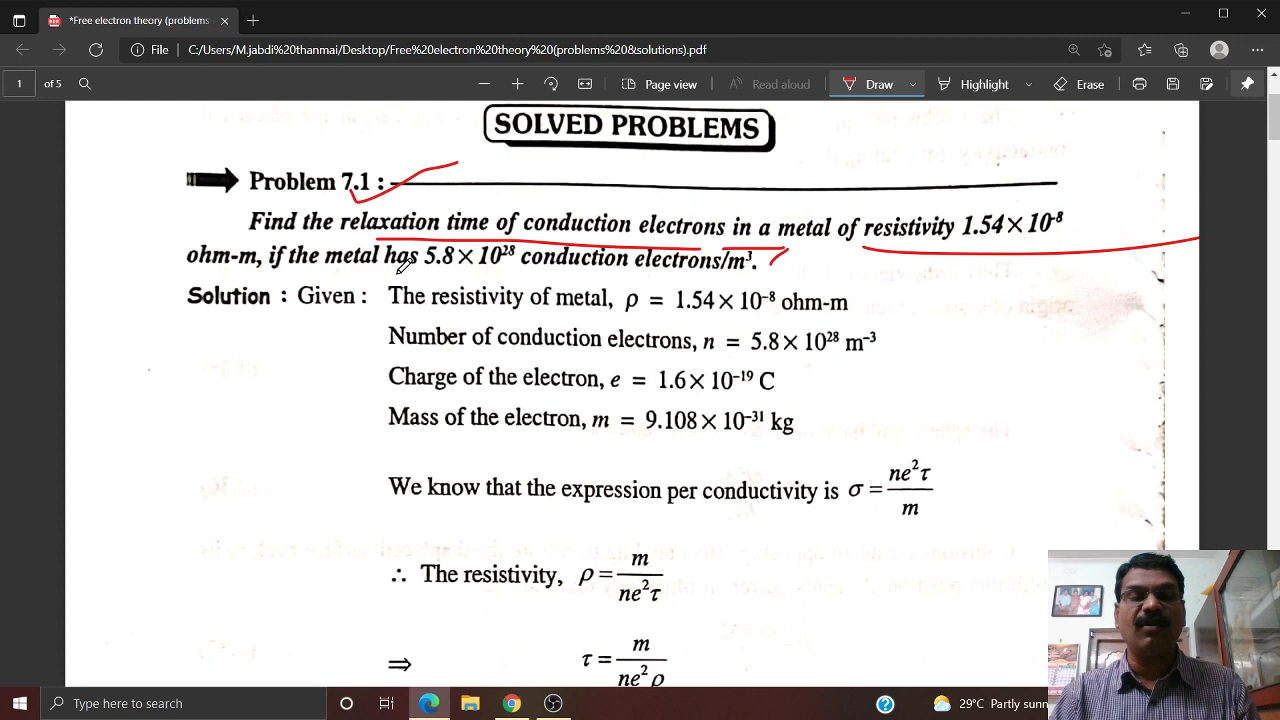 *Free electron theory (problems
File C:/Users/M.jabdi%20thanmai/Desktop/Free%20electron%20theory%20(problems%20&solutions).pdf
1 of 5 Page view Read aloud Draw Highlight Erase
SOLVED PROBLEMS
Problem 7.1 :
Find the relaxation time of conduction electrons in a metal of resistivity 1.54 × 10⁻⁸
ohm-m, if the metal has 5.8 × 10²⁸ conduction electrons/m³.
Solution : Given : The resistivity of metal, ρ = 1.54 × 10⁻⁸ ohm-m
Number of conduction electrons, n = 5.8 × 10²⁸ m⁻³
Charge of the electron, e = 1.6 × 10⁻¹⁹ C
Mass of the electron, m = 9.108 × 10⁻³¹ kg
We know that the expression per conductivity is σ = ne²τ / m
∴ The resistivity, ρ = m / ne²τ
⇒ τ = m / ne²ρ
Type here to search 29°C Partly sunn